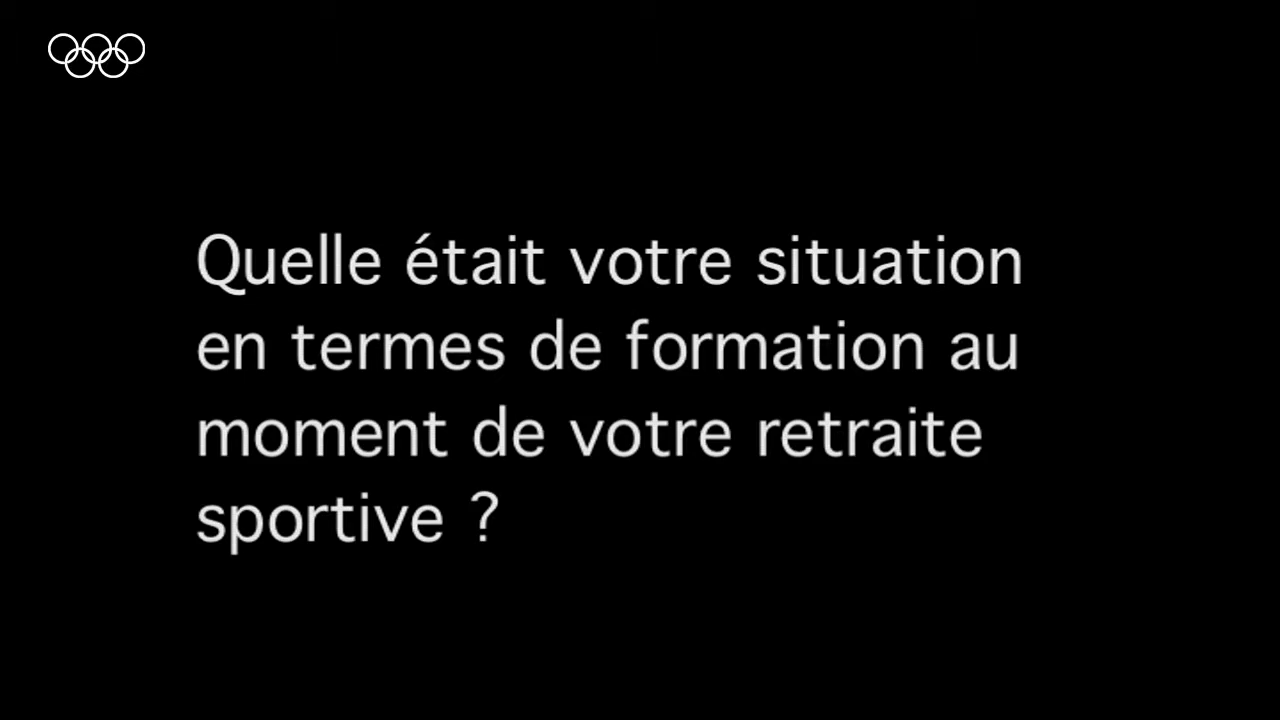 Quelle était votre situation
en termes de formation au
moment de votre retraite
sportive ?